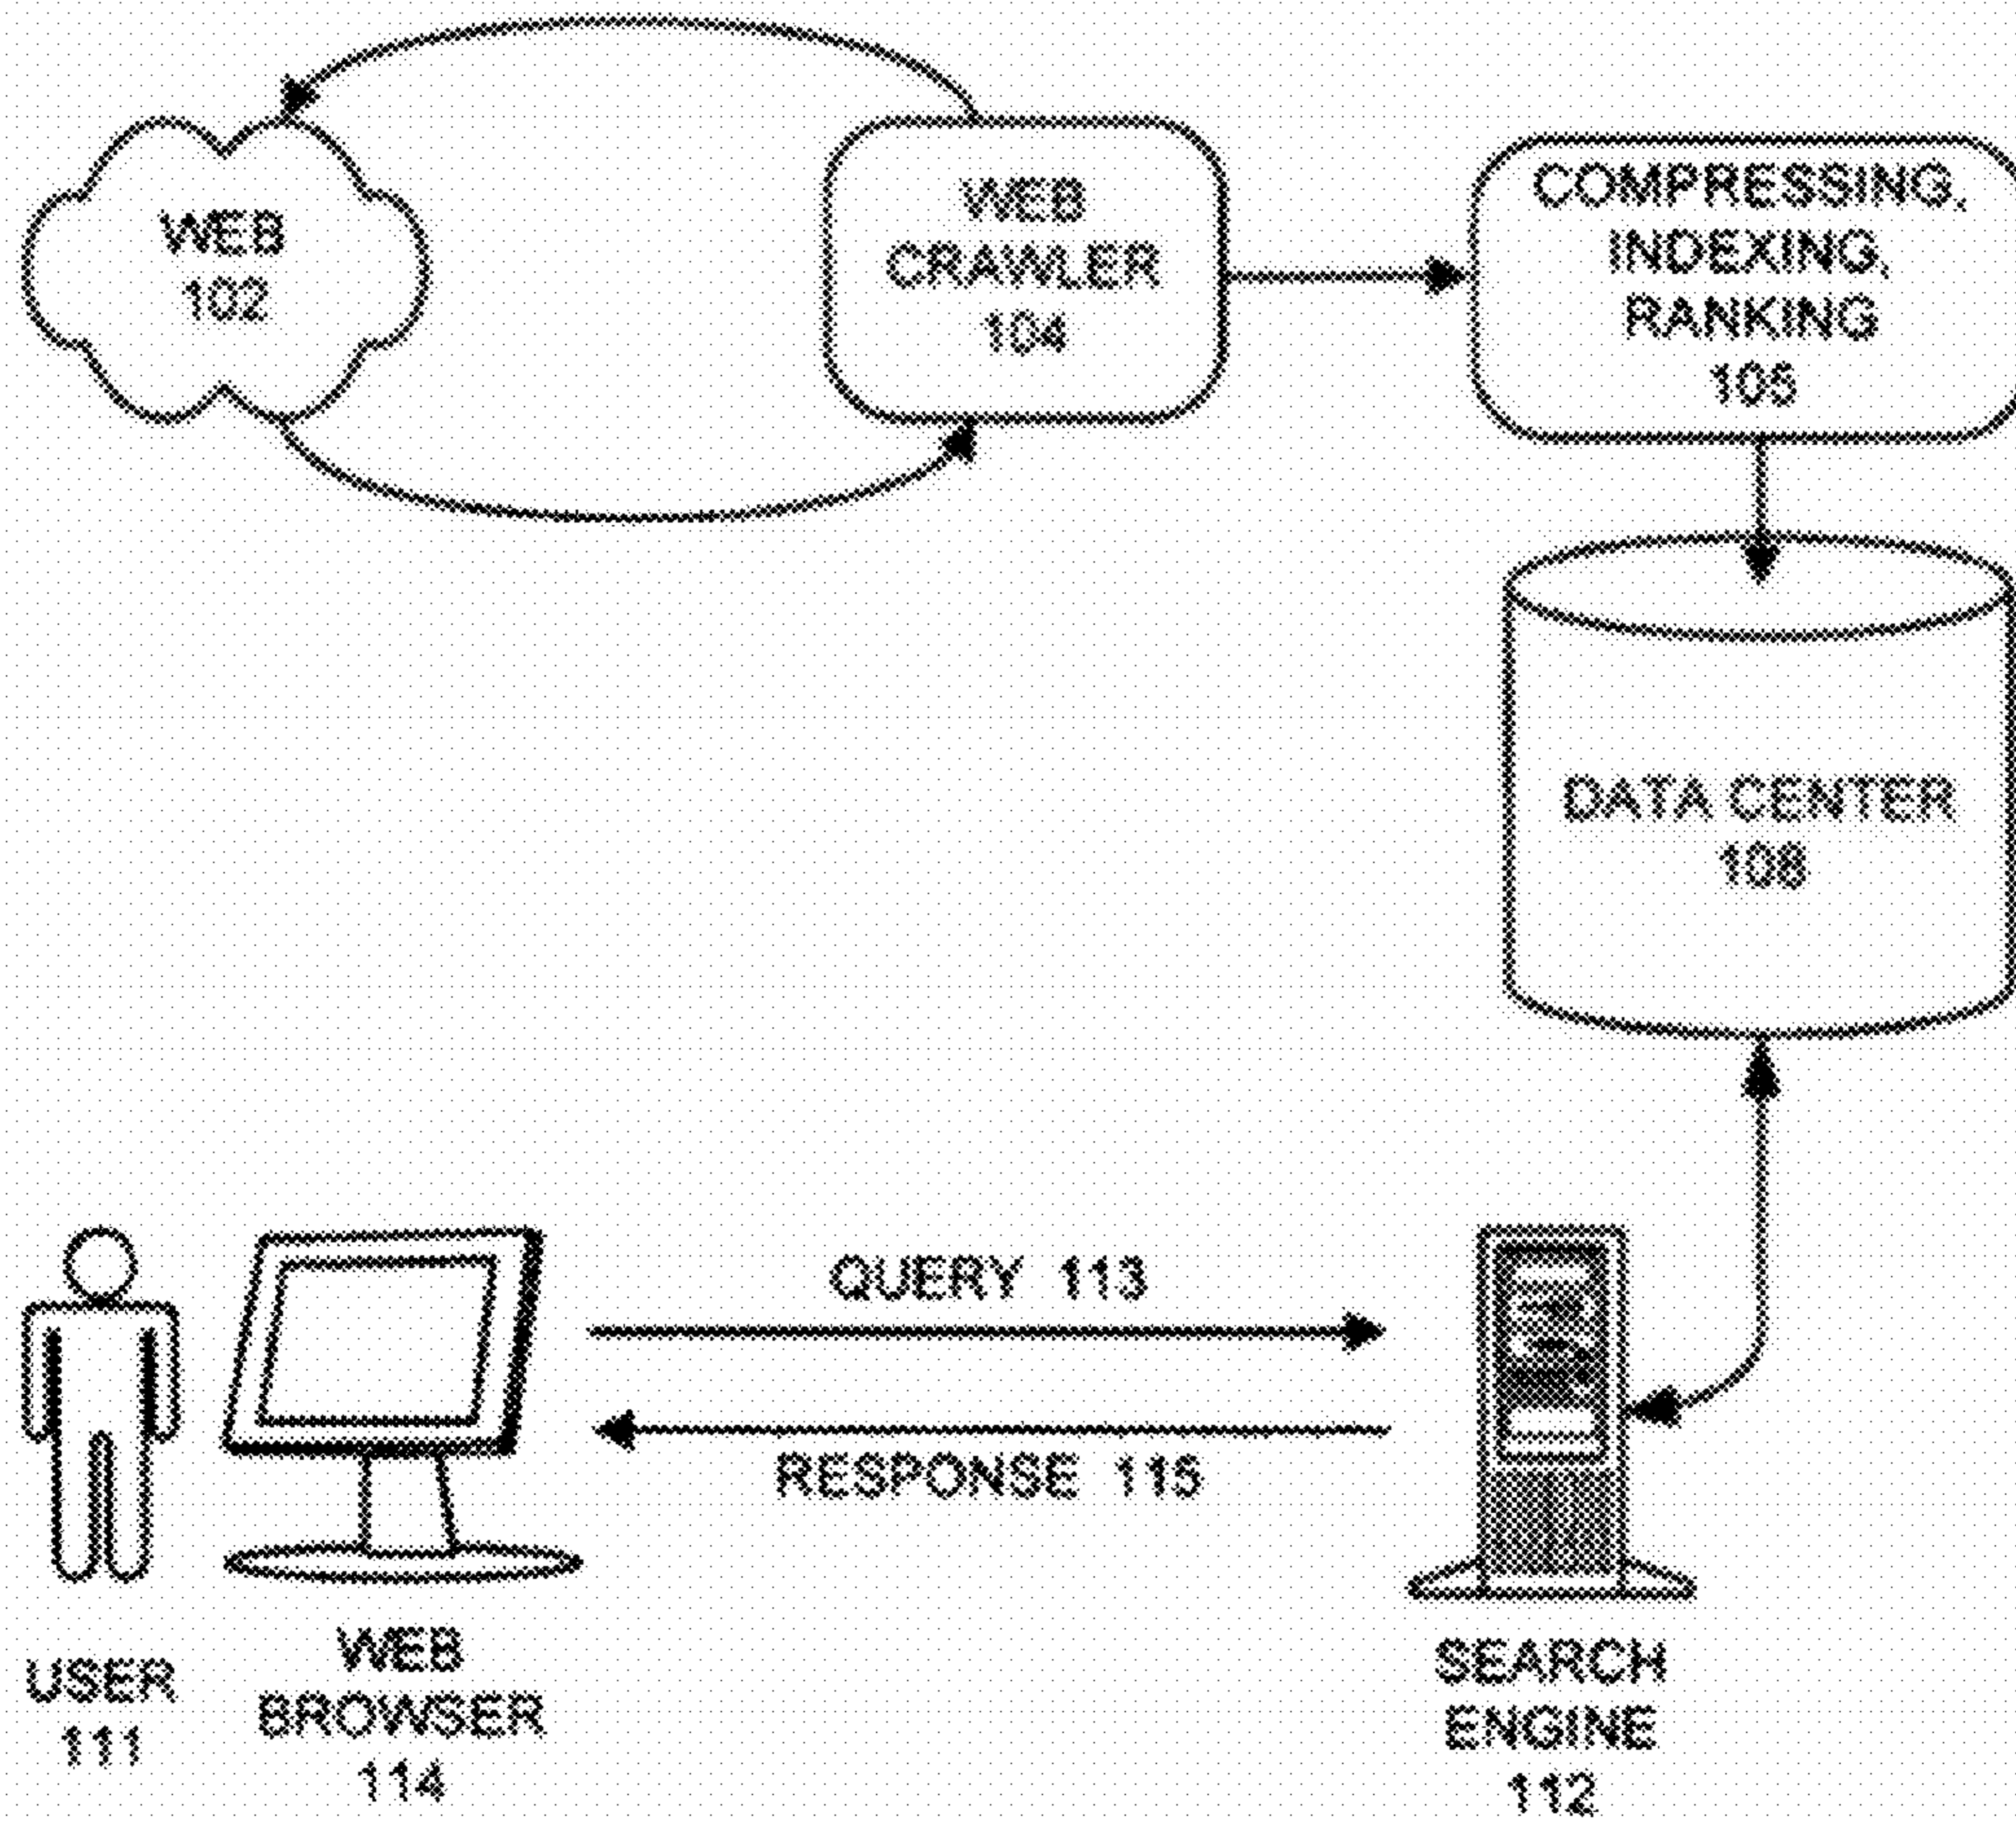 WEB
102
WEB
CRAWLER
104
COMPRESSING,
INDEXING,
RANKING
105
DATA CENTER
108
QUERY 113
RESPONSE 115
USER
111
WEB
BROWSER
114
SEARCH
ENGINE
112